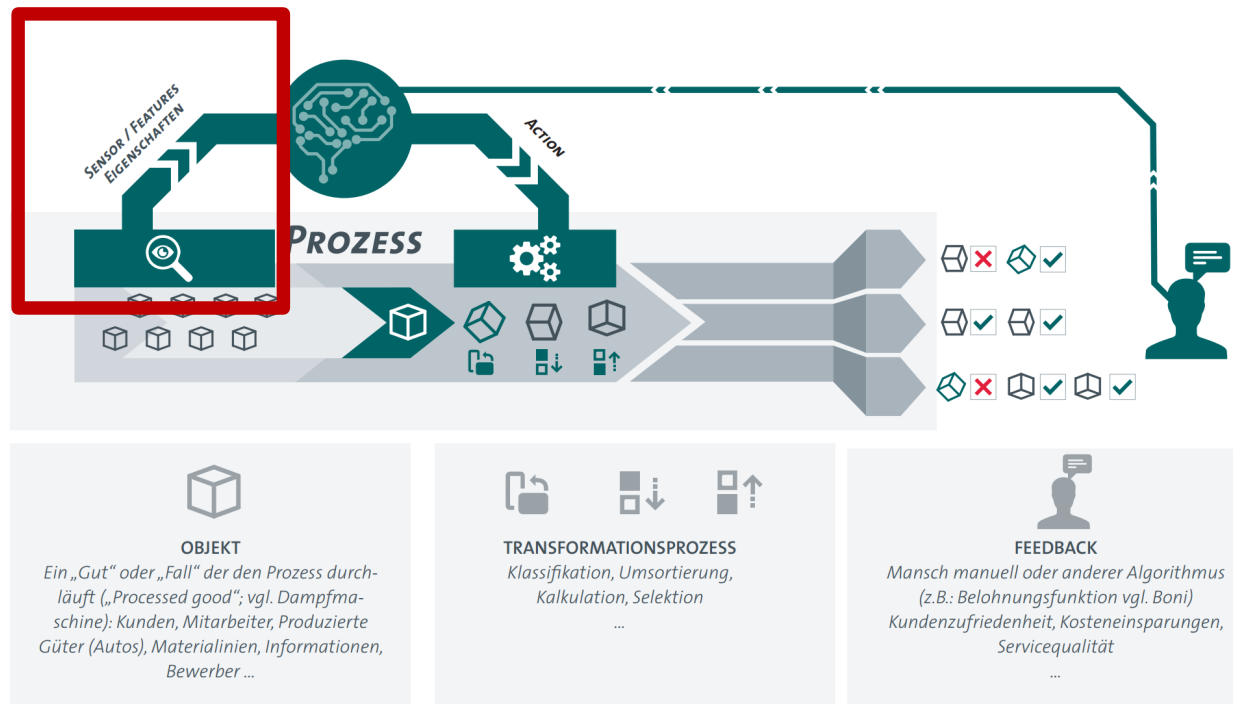 SENSOR / FEATURES
EIGENSCHAFTEN
ACTION
PROZESS
OBJEKT
Ein „Gut“ oder „Fall“ der den Prozess durch-
läuft („Processed good“; vgl. Dampfma-
schine): Kunden, Mitarbeiter, Produzierte
Güter (Autos), Materialinien, Informationen,
Bewerber ...
TRANSFORMATIONSPROZESS
Klassifikation, Umsortierung,
Kalkulation, Selektion
...
FEEDBACK
Mansch manuell oder anderer Algorithmus
(z.B.: Belohnungsfunktion vgl. Boni)
Kundenzufriedenheit, Kosteneinsparungen,
Servicequalität
...